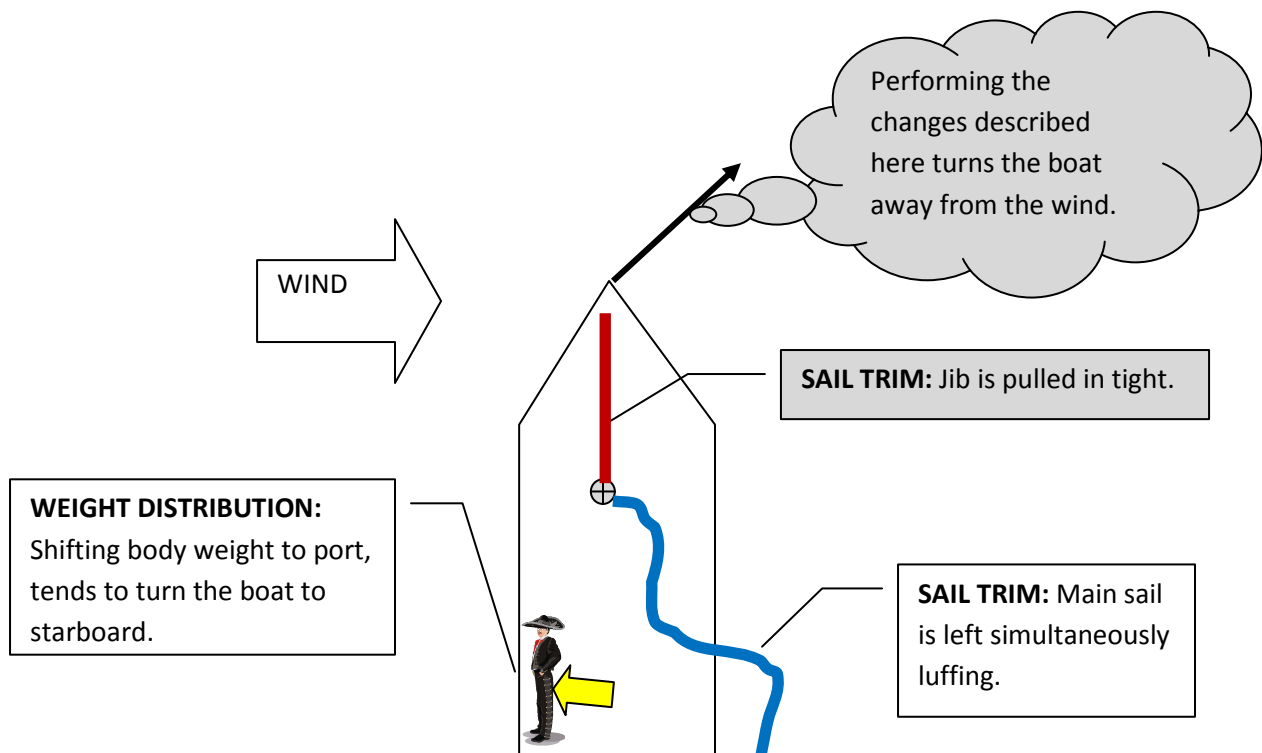 Performing the
changes described
here turns the boat
away from the wind.
WIND
SAIL TRIM: Jib is pulled in tight.
WEIGHT DISTRIBUTION:
Shifting body weight to port,
tends to turn the boat to
starboard.
SAIL TRIM: Main sail
is left simultaneously
luffing.